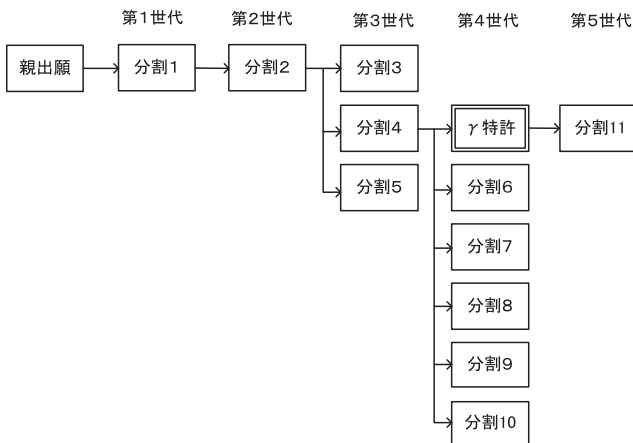 第1世代
第2世代
第3世代
第4世代
第5世代
親出願
分割1
分割2
分割3
分割4
γ特許
分割11
分割5
分割6
分割7
分割8
分割9
分割10